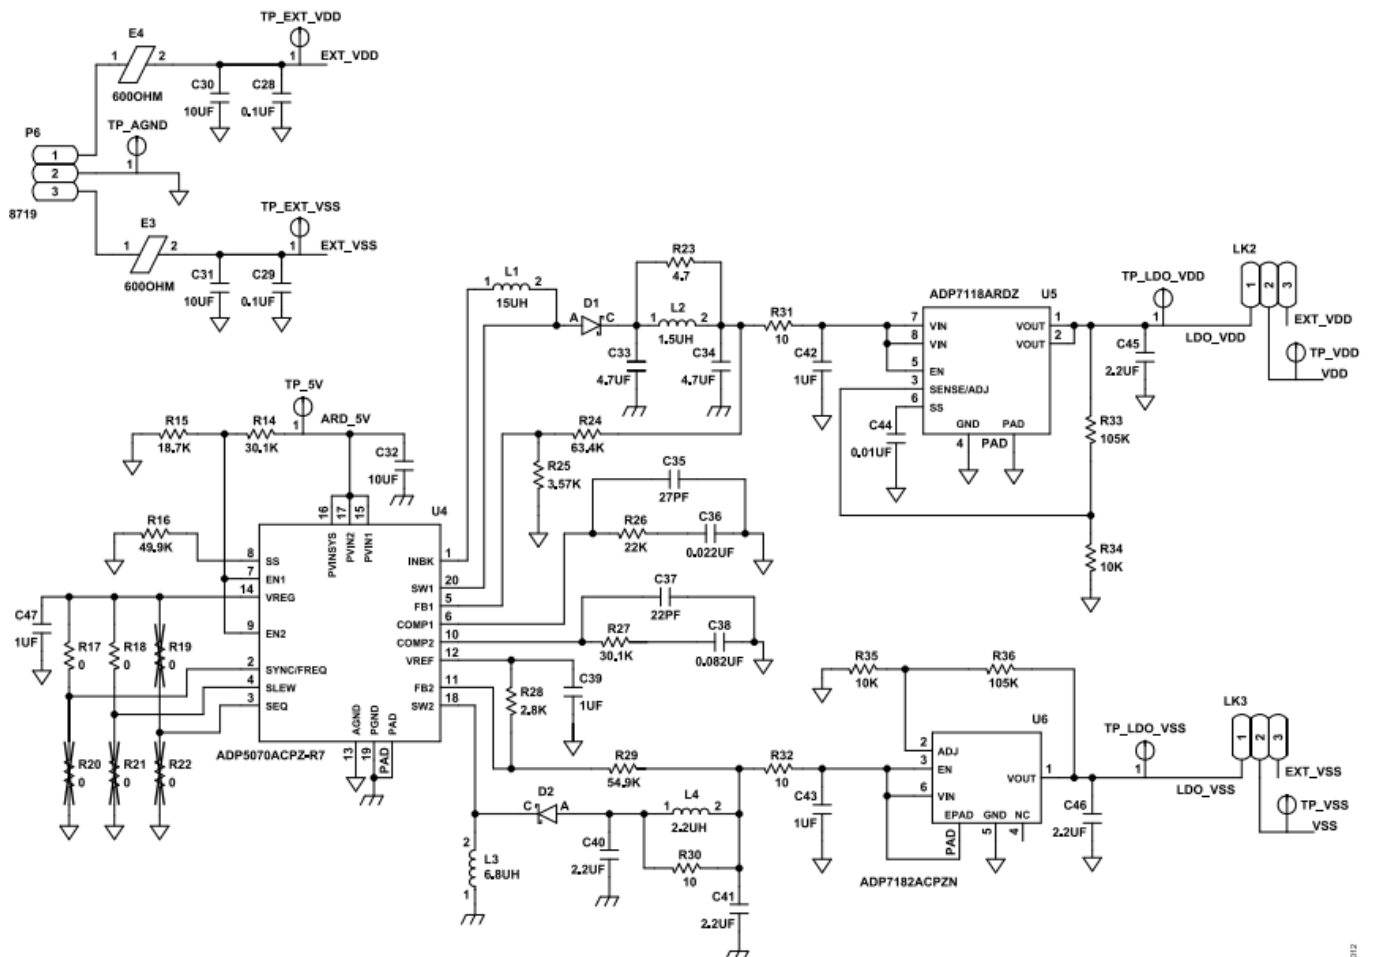 TP_EXT_VDD
E4
1 2 1 EXT_VDD
C30 C28
600OHM 10UF 0.1UF
TP_AGND
P6
1 1
2
3
8719
TP_EXT_VSS
E3
1 2 1 EXT_VSS
C31 C29
600OHM 10UF 0.1UF
R23
4.7
L1
1 2
15UH
D1
A C
L2
1 2
1.5UH
C33 C34
4.7UF 4.7UF
R31
10
C42
1UF
ADP7118ARDZ U5
7 VIN VOUT 1
8 VIN VOUT 2
5 EN
3 SENSE/ADJ
6 SS
GND PAD
4 PAD
C44
0.01UF
TP_LDO_VDD
1
C45
2.2UF
LDO_VDD
LK2
1 2 3
EXT_VDD
TP_VDD
1
VDD
R33
105K
R34
10K
TP_5V
1 ARD_5V
R15 R14
18.7K 30.1K
C32
10UF
R24
63.4K
R25
3.57K
C35
27PF
R26 C36
22K 0.022UF
C37
22PF
R27 C38
30.1K 0.082UF
R16
49.9K
16 17 15 U4
PVINSYS PVIN2 PVIN1
8 SS INBK 1
7 EN1 SW1 20
14 VREG FB1 5
COMP1 6
9 EN2 COMP2 10
VREF 12
2 SYNC/FREQ FB2 11
4 SLEW SW2 18
3 SEQ
AGND PGND PAD
13 19 PAD
ADP5070ACPZ-R7
C47
1UF
R17 R18 R19
0 0 0
R20 R21 R22
0 0 0
R28
2.8K
C39
1UF
R29
54.9K
R32
10
D2
C A
L4
1 2
2.2UH
R30
10
2
L3
6.8UH
1
C40
2.2UF
C41
2.2UF
C43
1UF
R35 R36
10K 105K
U6
2 ADJ
3 EN
6 VIN VOUT 1
EPAD GND NC
PAD 5 4
ADP7182ACPZN
TP_LDO_VSS
1
C46
2.2UF
LDO_VSS
LK3
1 2 3
EXT_VSS
TP_VSS
1
VSS